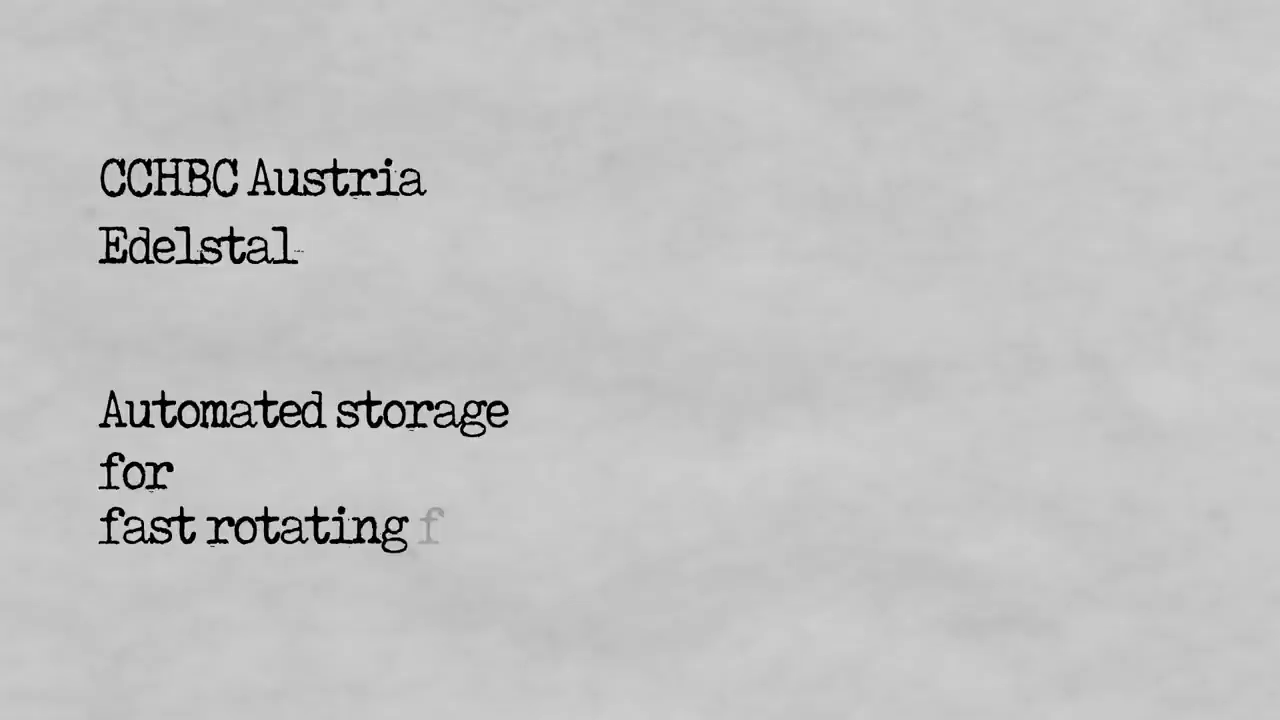 CCHBC Austria
Edelstal
Automated storage
for
fast rotating f